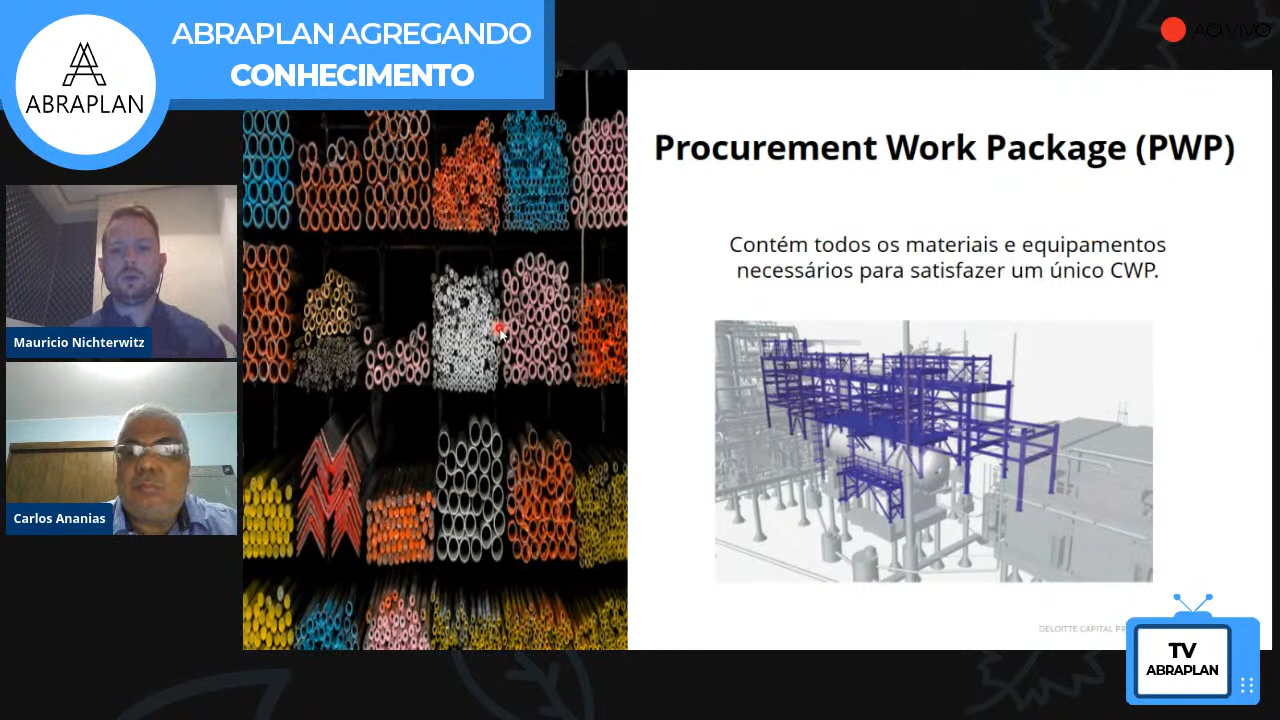 ABRAPLAN AGREGANDO
CONHECIMENTO
ABRAPLAN
AO VIVO
Procurement Work Package (PWP)
Contém todos os materiais e equipamentos
necessários para satisfazer um único CWP.
Mauricio Nichterwitz
Carlos Ananias
DELOITTE CAPITAL
TV
ABRAPLAN